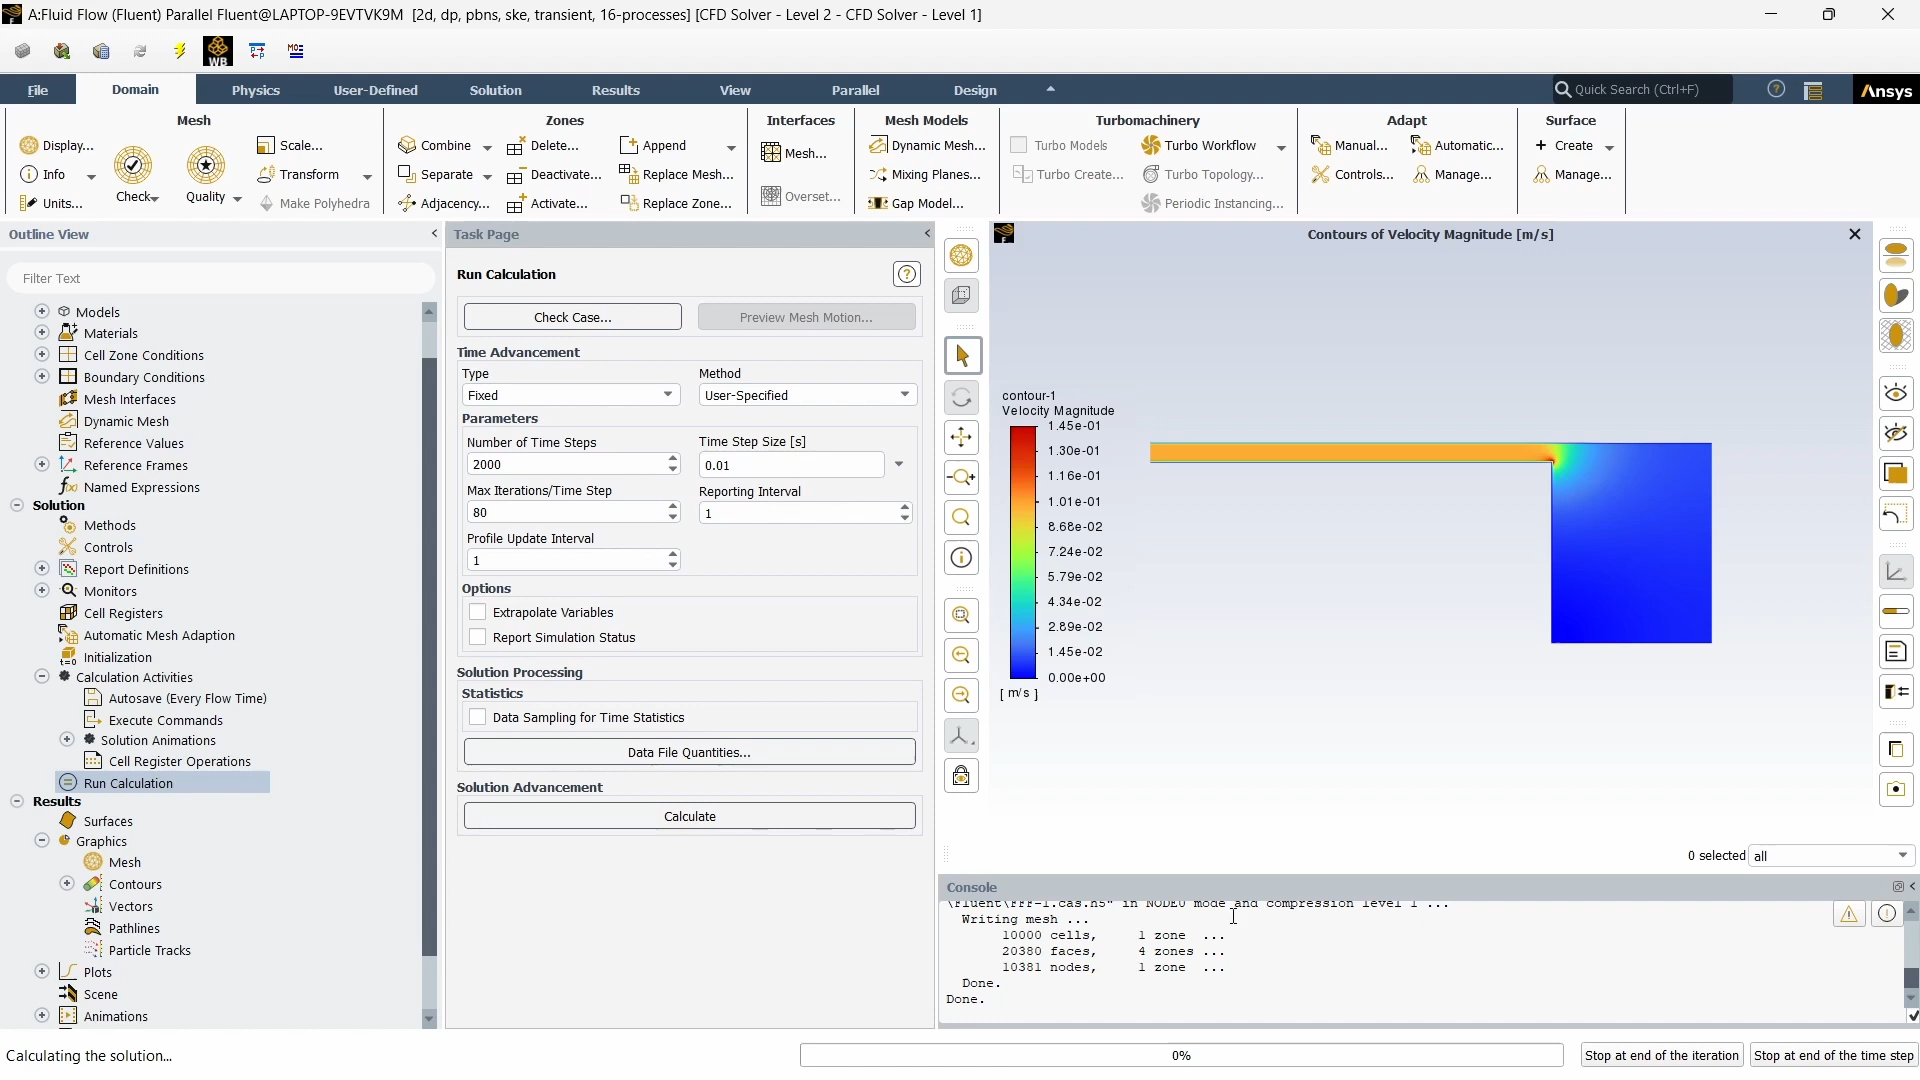 A:Fluid Flow (Fluent) Parallel Fluent@LAPTOP-9EVTVK9M [2d, dp, pbns, ske, transient, 16-processes] [CFD Solver - Level 2 - CFD Solver - Level 1]
WB
File Domain Physics User-Defined Solution Results View Parallel Design Quick Search (Ctrl+F) Ansys
Mesh Zones Interfaces Mesh Models Turbomachinery Adapt Surface
Display... Scale... Combine Delete... Append Mesh... Dynamic Mesh... Turbo Models Turbo Workflow Manual... Automatic... + Create
Info Transform Separate Deactivate... Replace Mesh... Mixing Planes... Turbo Create... Turbo Topology... Controls... Manage... Manage...
Units... Check Quality Make Polyhedra Adjacency... Activate... Replace Zone... Overset... Gap Model... Periodic Instancing...
Outline View
Filter Text
Models
Materials
Cell Zone Conditions
Boundary Conditions
Mesh Interfaces
Dynamic Mesh
Reference Values
Reference Frames
Named Expressions
Solution
Methods
Controls
Report Definitions
Monitors
Cell Registers
Automatic Mesh Adaption
t=0 Initialization
Calculation Activities
Autosave (Every Flow Time)
Execute Commands
Solution Animations
Cell Register Operations
Run Calculation
Results
Surfaces
Graphics
Mesh
Contours
Vectors
Pathlines
Particle Tracks
Plots
Scene
Animations
Task Page
Run Calculation
Check Case... Preview Mesh Motion...
Time Advancement
Type Method
Fixed User-Specified
Parameters
Number of Time Steps Time Step Size [s]
2000 0.01
Max Iterations/Time Step Reporting Interval
80 1
Profile Update Interval
1
Options
Extrapolate Variables
Report Simulation Status
Solution Processing
Statistics
Data Sampling for Time Statistics
Data File Quantities...
Solution Advancement
Calculate
Contours of Velocity Magnitude [m/s]
contour-1
Velocity Magnitude
1.45e-01
1.30e-01
1.16e-01
1.01e-01
8.68e-02
7.24e-02
5.79e-02
4.34e-02
2.89e-02
1.45e-02
0.00e+00
[ m/s ]
0 selected all
Console
\Fluent\FFF-1.cas.h5" in NODE0 mode and compression level 1 ...
Writing mesh ...
10000 cells, 1 zone ...
20380 faces, 4 zones ...
10381 nodes, 1 zone ...
Done.
Done.
Calculating the solution... 0% Stop at end of the iteration Stop at end of the time step